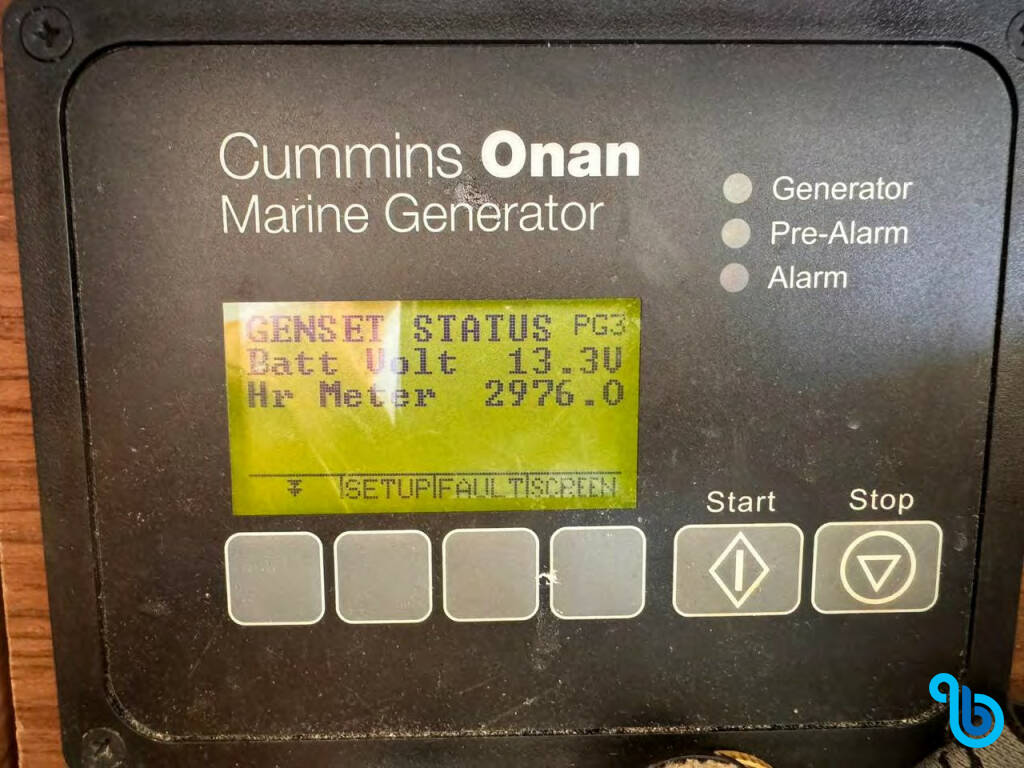 Cummins Onan
Marine Generator
Generator
Pre-Alarm
Alarm
GENSET STATUS PG3
Batt Volt 13.3V
Hr Meter 2976.0
SETUP FAULT SCREEN
Start
Stop